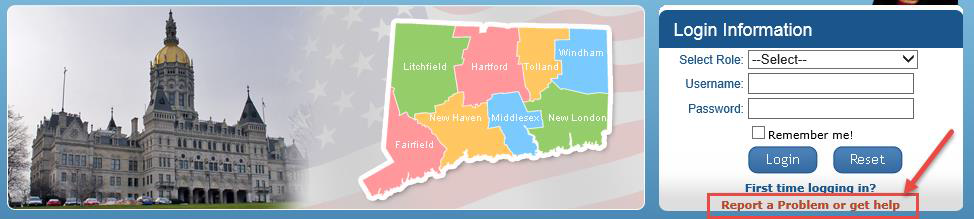 Litchfield
Hartford
Tolland
Windham
New Haven
Middlesex
New London
Fairfield
Login Information
Select Role: --Select--
Username:
Password:
Remember me!
Login Reset
First time logging in?
Report a Problem or get help